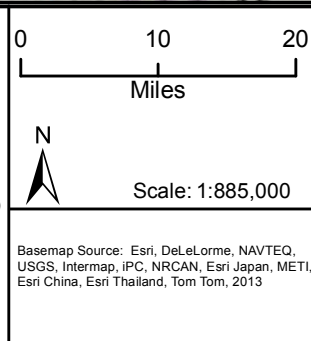 0 10 20
Miles
N
Scale: 1:885,000
Basemap Source: Esri, DeLeLorme, NAVTEQ,
USGS, Intermap, iPC, NRCAN, Esri Japan, METI,
Esri China, Esri Thailand, Tom Tom, 2013